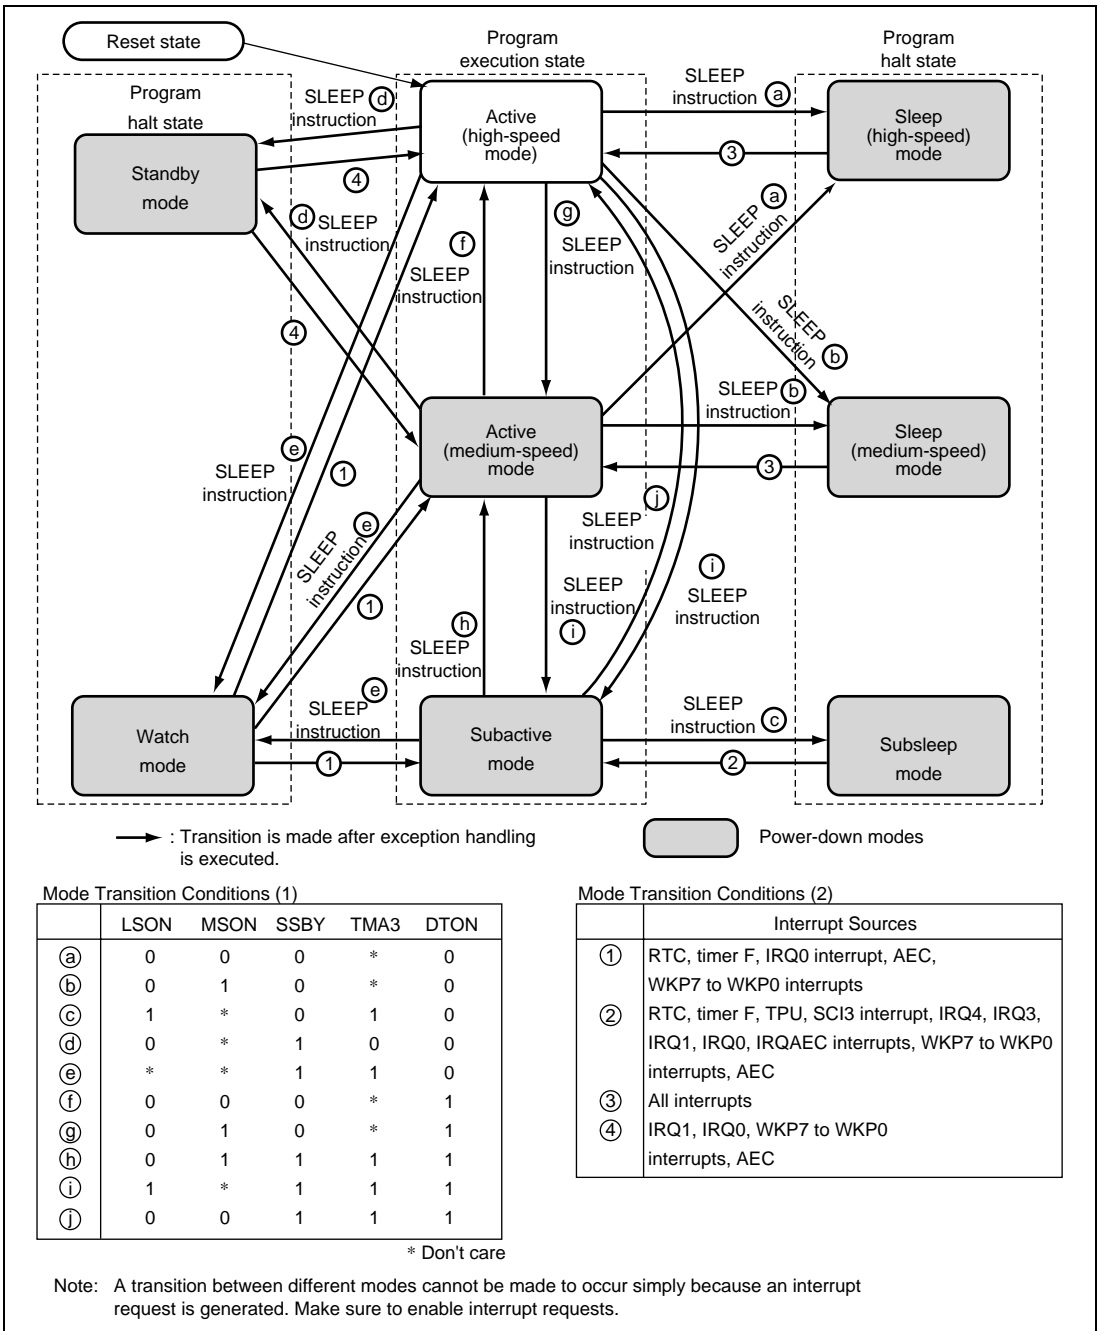 Reset state
Program
execution state
Program
halt state
Program
halt state
SLEEP
instruction
d
Active
(high-speed
mode)
SLEEP
instruction
a
Sleep
(high-speed)
mode
3
Standby
mode
4
d
SLEEP
instruction
f
SLEEP
instruction
g
SLEEP
instruction
SLEEP
instruction
a
SLEEP
instruction
b
4
Active
(medium-speed)
mode
SLEEP
instruction
b
Sleep
(medium-speed)
mode
3
e
SLEEP
instruction
1
SLEEP
instruction
e
1
j
SLEEP
instruction
i
SLEEP
instruction
SLEEP
instruction
i
h
SLEEP
instruction
Watch
mode
e
SLEEP
instruction
1
Subactive
mode
SLEEP
instruction
c
2
Subsleep
mode
: Transition is made after exception handling
is executed.
Power-down modes
Mode Transition Conditions (1)
LSON MSON SSBY TMA3 DTON
a 0 0 0 * 0
b 0 1 0 * 0
c 1 * 0 1 0
d 0 * 1 0 0
e * * 1 1 0
f 0 0 0 * 1
g 0 1 0 * 1
h 0 1 1 1 1
i 1 * 1 1 1
j 0 0 1 1 1
* Don't care
Mode Transition Conditions (2)
Interrupt Sources
1 RTC, timer F, IRQ0 interrupt, AEC,
WKP7 to WKP0 interrupts
2 RTC, timer F, TPU, SCI3 interrupt, IRQ4, IRQ3,
IRQ1, IRQ0, IRQAEC interrupts, WKP7 to WKP0
interrupts, AEC
3 All interrupts
4 IRQ1, IRQ0, WKP7 to WKP0
interrupts, AEC
Note: A transition between different modes cannot be made to occur simply because an interrupt
request is generated. Make sure to enable interrupt requests.